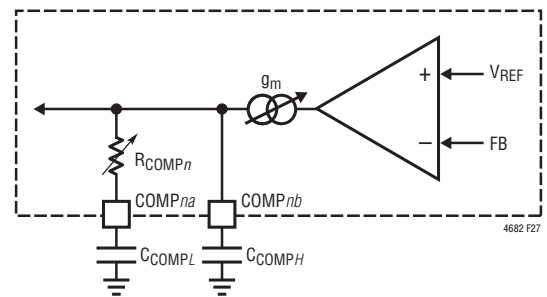 gm
+ VREF
− FB
RCOMPn
COMPna COMPnb
CCOMPL CCOMPH
4682 F27